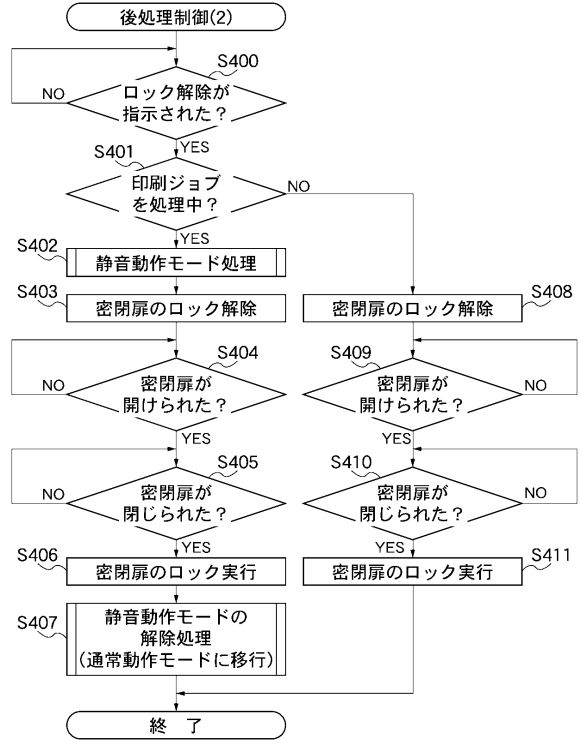 後処理制御(2)
S400
ロック解除が
指示された？
NO
YES
S401
印刷ジョブ
を処理中？
NO
YES
S402
静音動作モード処理
S403
密閉扉のロック解除
密閉扉のロック解除
S408
S404
密閉扉が
開けられた？
NO
YES
S409
密閉扉が
開けられた？
NO
YES
S405
密閉扉が
閉じられた？
NO
YES
S410
密閉扉が
閉じられた？
NO
YES
S406
密閉扉のロック実行
密閉扉のロック実行
S411
S407
静音動作モードの
解除処理
(通常動作モードに移行)
終　了